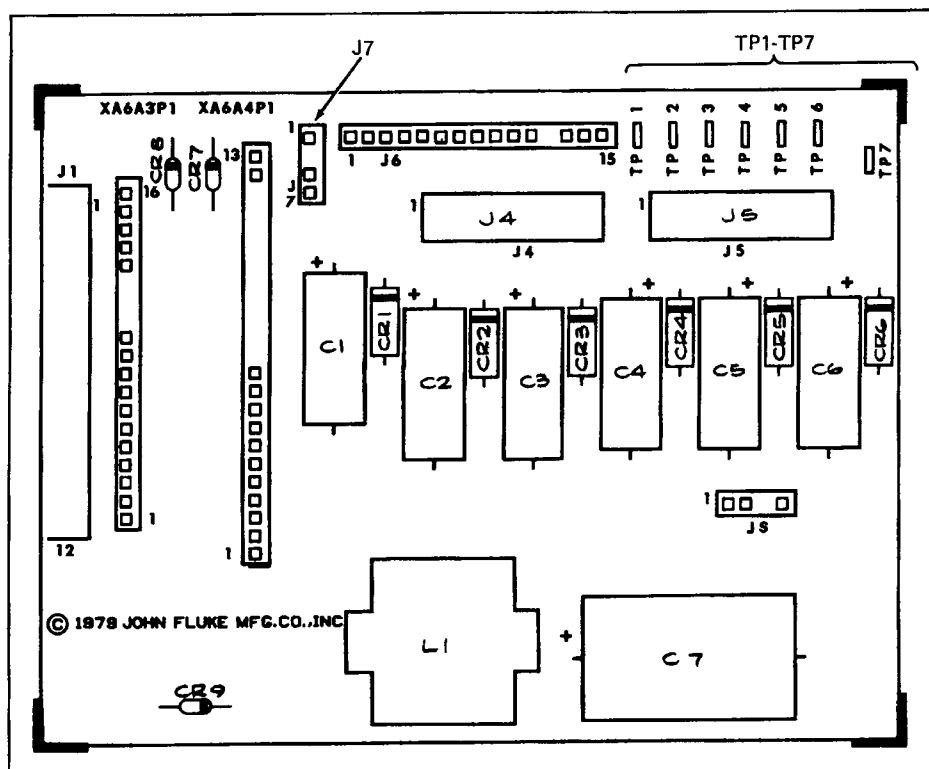 J7
TP1-TP7
XA6A3P1 XA6A4P1
CR8
CR7
13
1
J
7
1
J6
15
TP 1
TP 2
TP 3
TP 4
TP 5
TP 6
TP7
J1
1
16
1
J4
J4
1
J5
J5
+
C1
CR1
+
C2
CR2
+
C3
CR3
+
C4
CR4
+
C5
CR5
+
C6
CR6
1
J8
12
1
1
© 1979 JOHN FLUKE MFG.CO.,INC
L1
+
C7
CR9